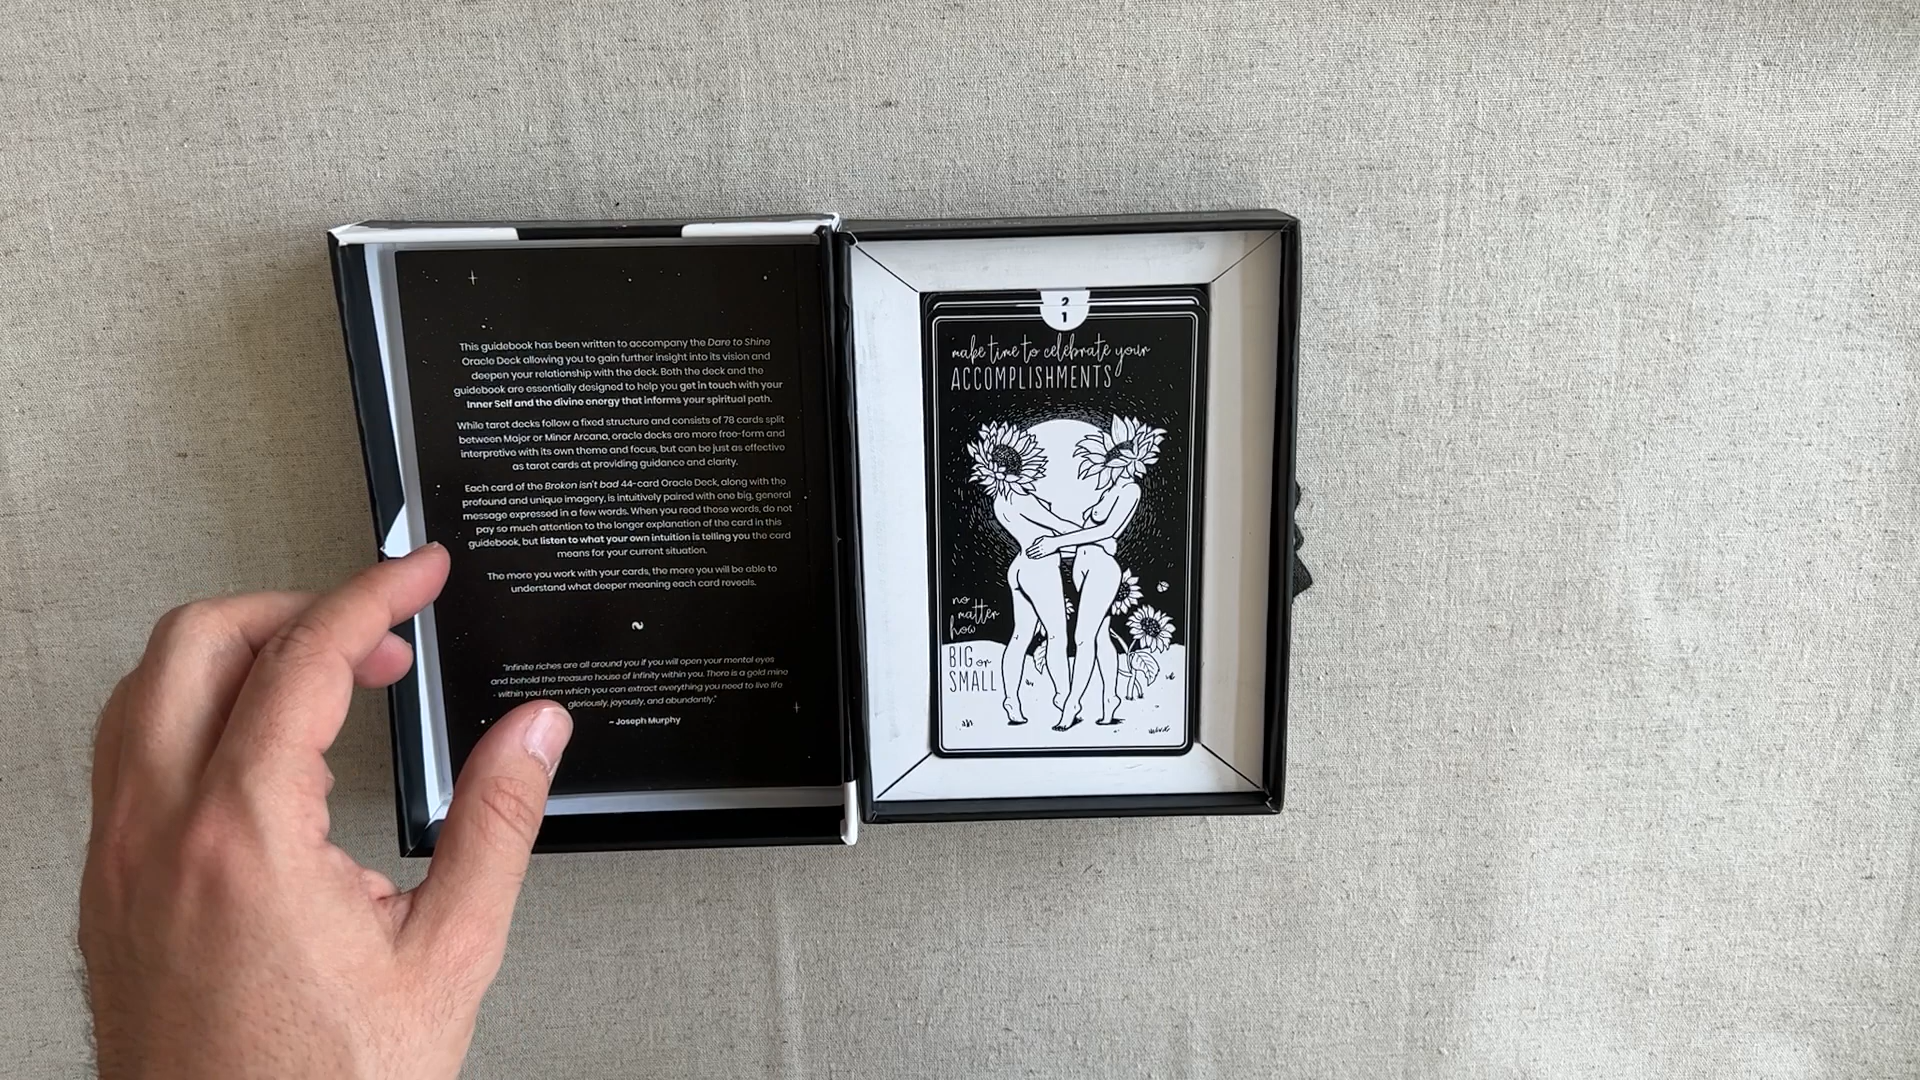 This guidebook has been written to accompany the Dare to Shine
Oracle Deck allowing you to gain further insight into its vision and
deepen your relationship with the deck. Both the deck and the
guidebook are essentially designed to help you get in touch with your
Inner Self and the divine energy that informs your spiritual path.
While tarot decks follow a fixed structure and consists of 78 cards split
between Major or Minor Arcana, oracle decks are more free-form and
interpretive with its own theme and focus, but can be just as effective
as tarot cards at providing guidance and clarity.
Each card of the Broken isn't bad 44-card Oracle Deck, along with the
profound and unique imagery, is intuitively paired with one big, general
message expressed in a few words. When you read those words, do not
pay so much attention to the longer explanation of the card in this
guidebook, but listen to what your own intuition is telling you the card
means for your current situation.
The more you work with your cards, the more you will be able to
understand what deeper meaning each card reveals.
"Infinite riches are all around you if you will open your mental eyes
and behold the treasure house of infinity within you. There is a gold mine
within you from which you can extract everything you need to live life
gloriously, joyously, and abundantly."
~ Joseph Murphy
2
1
make time to celebrate your
ACCOMPLISHMENTS
no
matter
how
BIG or
SMALL